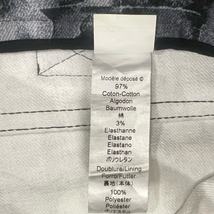 Modèle déposé ©
97%
Coton-Cotton
Algodon
Baumwolle
綿
3%
Elasthanne
Elastane
Elastano
Elasthan
ポリウレタン
Doublure/Lining
Forro/Futter
裏地(本体)
100%
Polyester
Poliéster